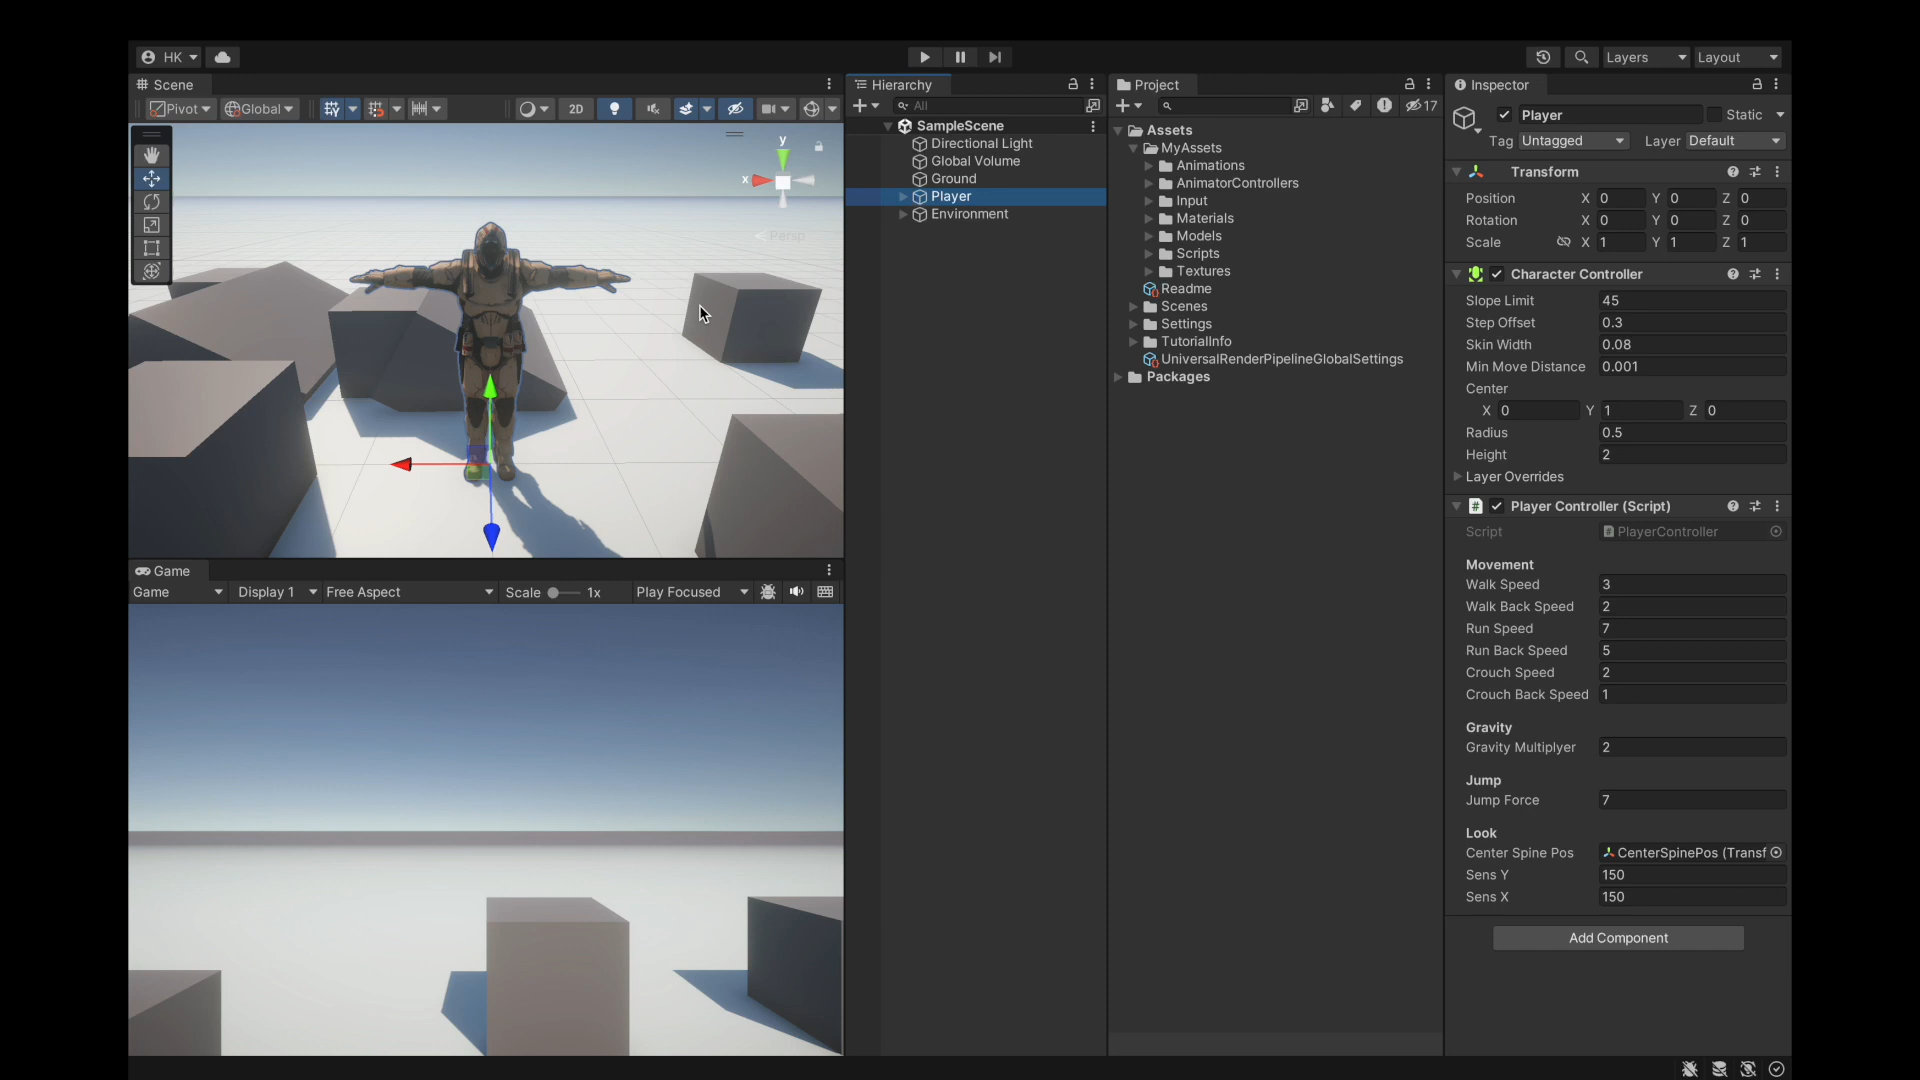 HK
Layers
Layout
Scene
Pivot
Global
2D
y
x
Persp
Game
Game
Display 1
Free Aspect
Scale
1x
Play Focused
Hierarchy
All
SampleScene
Directional Light
Global Volume
Ground
Player
Environment
Project
17
Assets
MyAssets
Animations
AnimatorControllers
Input
Materials
Models
Scripts
Textures
Readme
Scenes
Settings
TutorialInfo
UniversalRenderPipelineGlobalSettings
Packages
Inspector
Player
Static
Tag Untagged Layer Default
Transform
Position X 0 Y 0 Z 0
Rotation X 0 Y 0 Z 0
Scale X 1 Y 1 Z 1
Character Controller
Slope Limit 45
Step Offset 0.3
Skin Width 0.08
Min Move Distance 0.001
Center
X 0 Y 1 Z 0
Radius 0.5
Height 2
Layer Overrides
# Player Controller (Script)
Script PlayerController
Movement
Walk Speed 3
Walk Back Speed 2
Run Speed 7
Run Back Speed 5
Crouch Speed 2
Crouch Back Speed 1
Gravity
Gravity Multiplyer 2
Jump
Jump Force 7
Look
Center Spine Pos CenterSpinePos (Transf
Sens Y 150
Sens X 150
Add Component